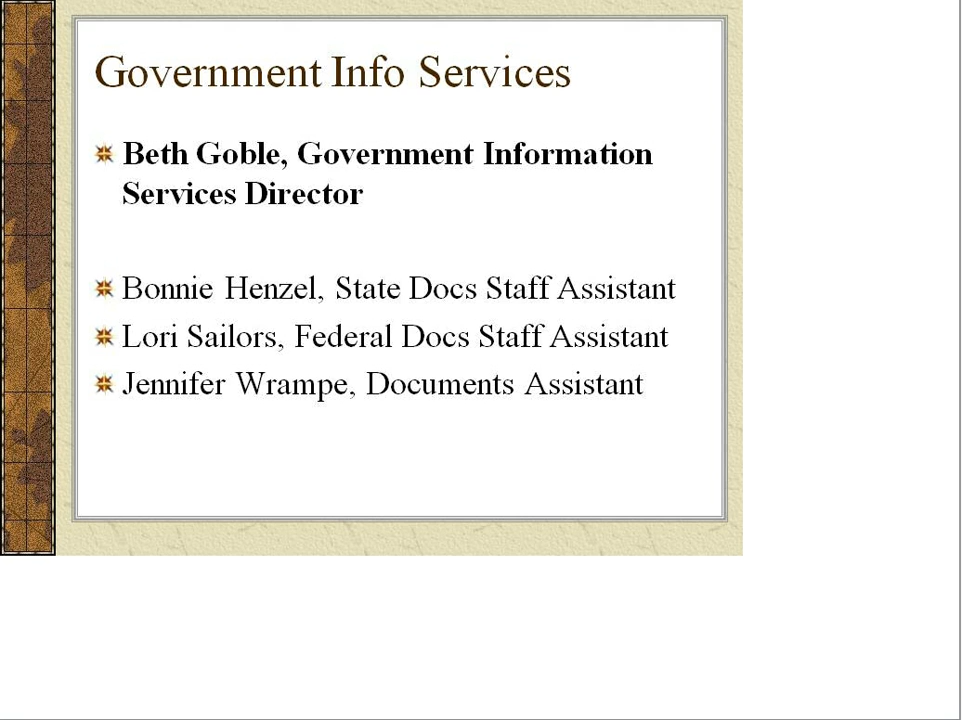 Government Info Services
Beth Goble, Government Information
Services Director
Bonnie Henzel, State Docs Staff Assistant
Lori Sailors, Federal Docs Staff Assistant
Jennifer Wrampe, Documents Assistant